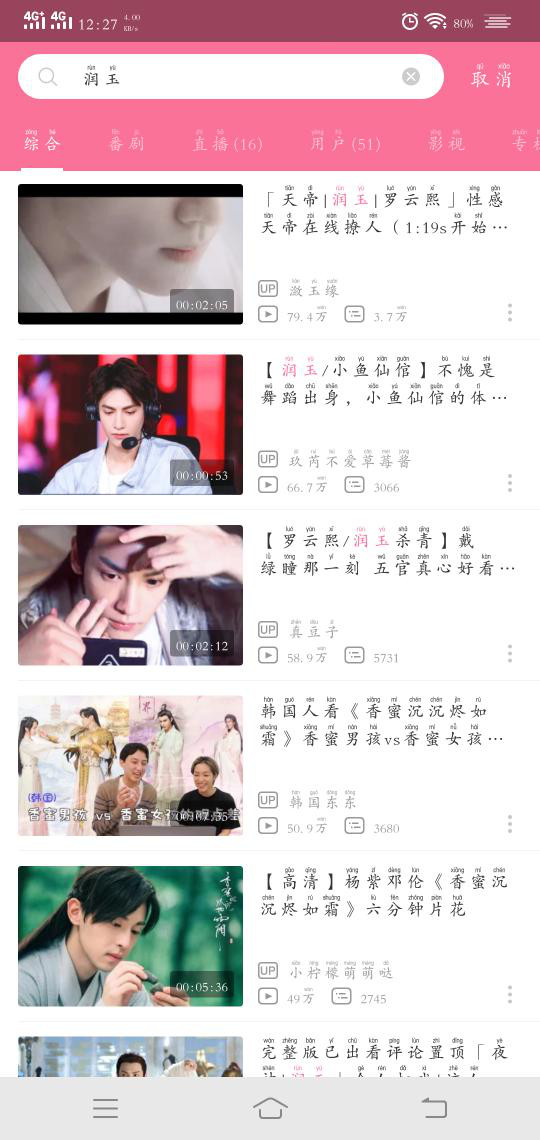 4G+ 4G 12:27 4.00 KB/s 80%
润玉 取消
综合 番剧 直播(16) 用户(51) 影视 专栏
「天帝|润玉|罗云熙」性感
天帝在线撩人(1:19s开始…
00:02:05
UP 潋玉缘
79.4万 3.7万
【润玉/小鱼仙倌】不愧是
舞蹈出身，小鱼仙倌的体…
00:00:53
UP 玖芮不爱草莓酱
66.7万 3066
【罗云熙/润玉杀青】戴
绿瞳那一刻 五官真心好看…
00:02:12
UP 真豆子
58.9万 5731
韩国人看《香蜜沉沉烬如
霜》香蜜男孩vs香蜜女孩…
(韩国)
香蜜男孩 vs 香蜜女孩的观点差
UP 韩国东东
50.9万 3680
【高清】杨紫邓伦《香蜜沉
沉烬如霜》六分钟片花
00:05:36
UP 小柠檬萌萌哒
49万 2745
完整版已出看评论置顶「夜